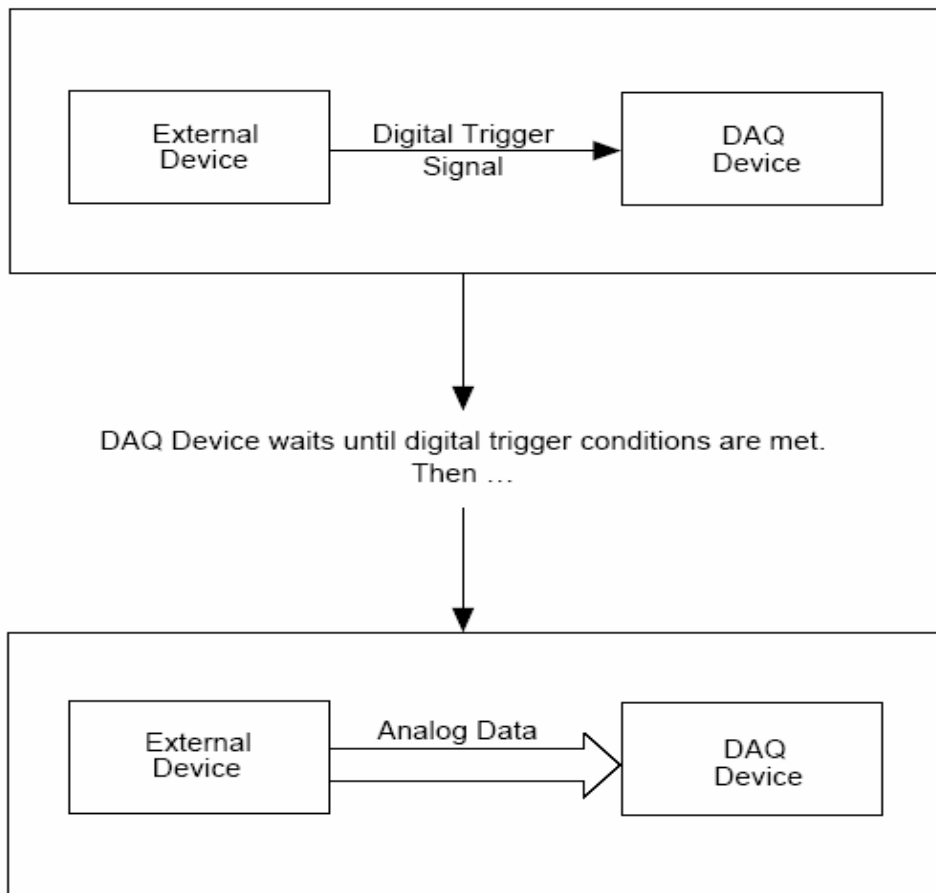 External
Device
Digital Trigger
Signal
DAQ
Device
DAQ Device waits until digital trigger conditions are met.
Then ...
External
Device
Analog Data
DAQ
Device